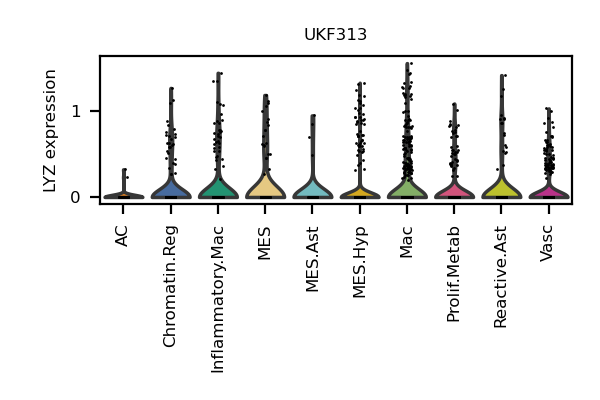 UKF313
LYZ expression
1
0
AC
Chromatin.Reg
Inflammatory.Mac
MES
MES.Ast
MES.Hyp
Mac
Prolif.Metab
Reactive.Ast
Vasc